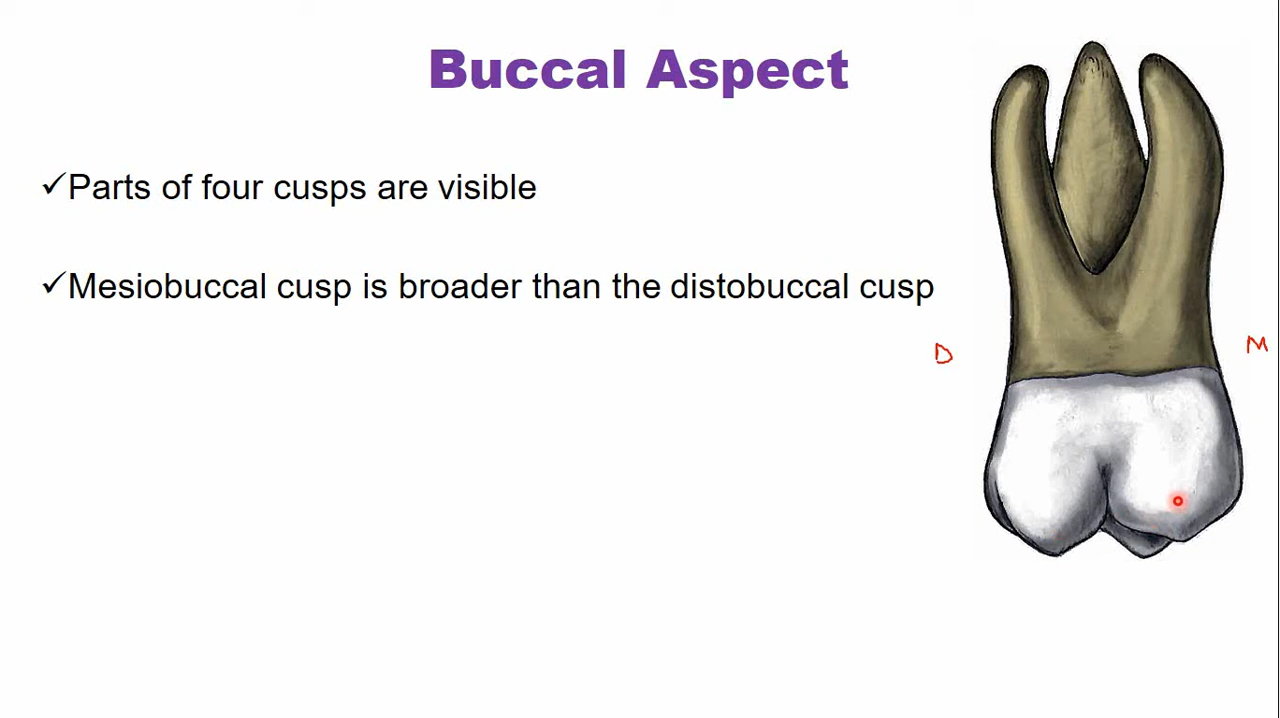 Buccal Aspect
✓Parts of four cusps are visible
✓Mesiobuccal cusp is broader than the distobuccal cusp
D
M